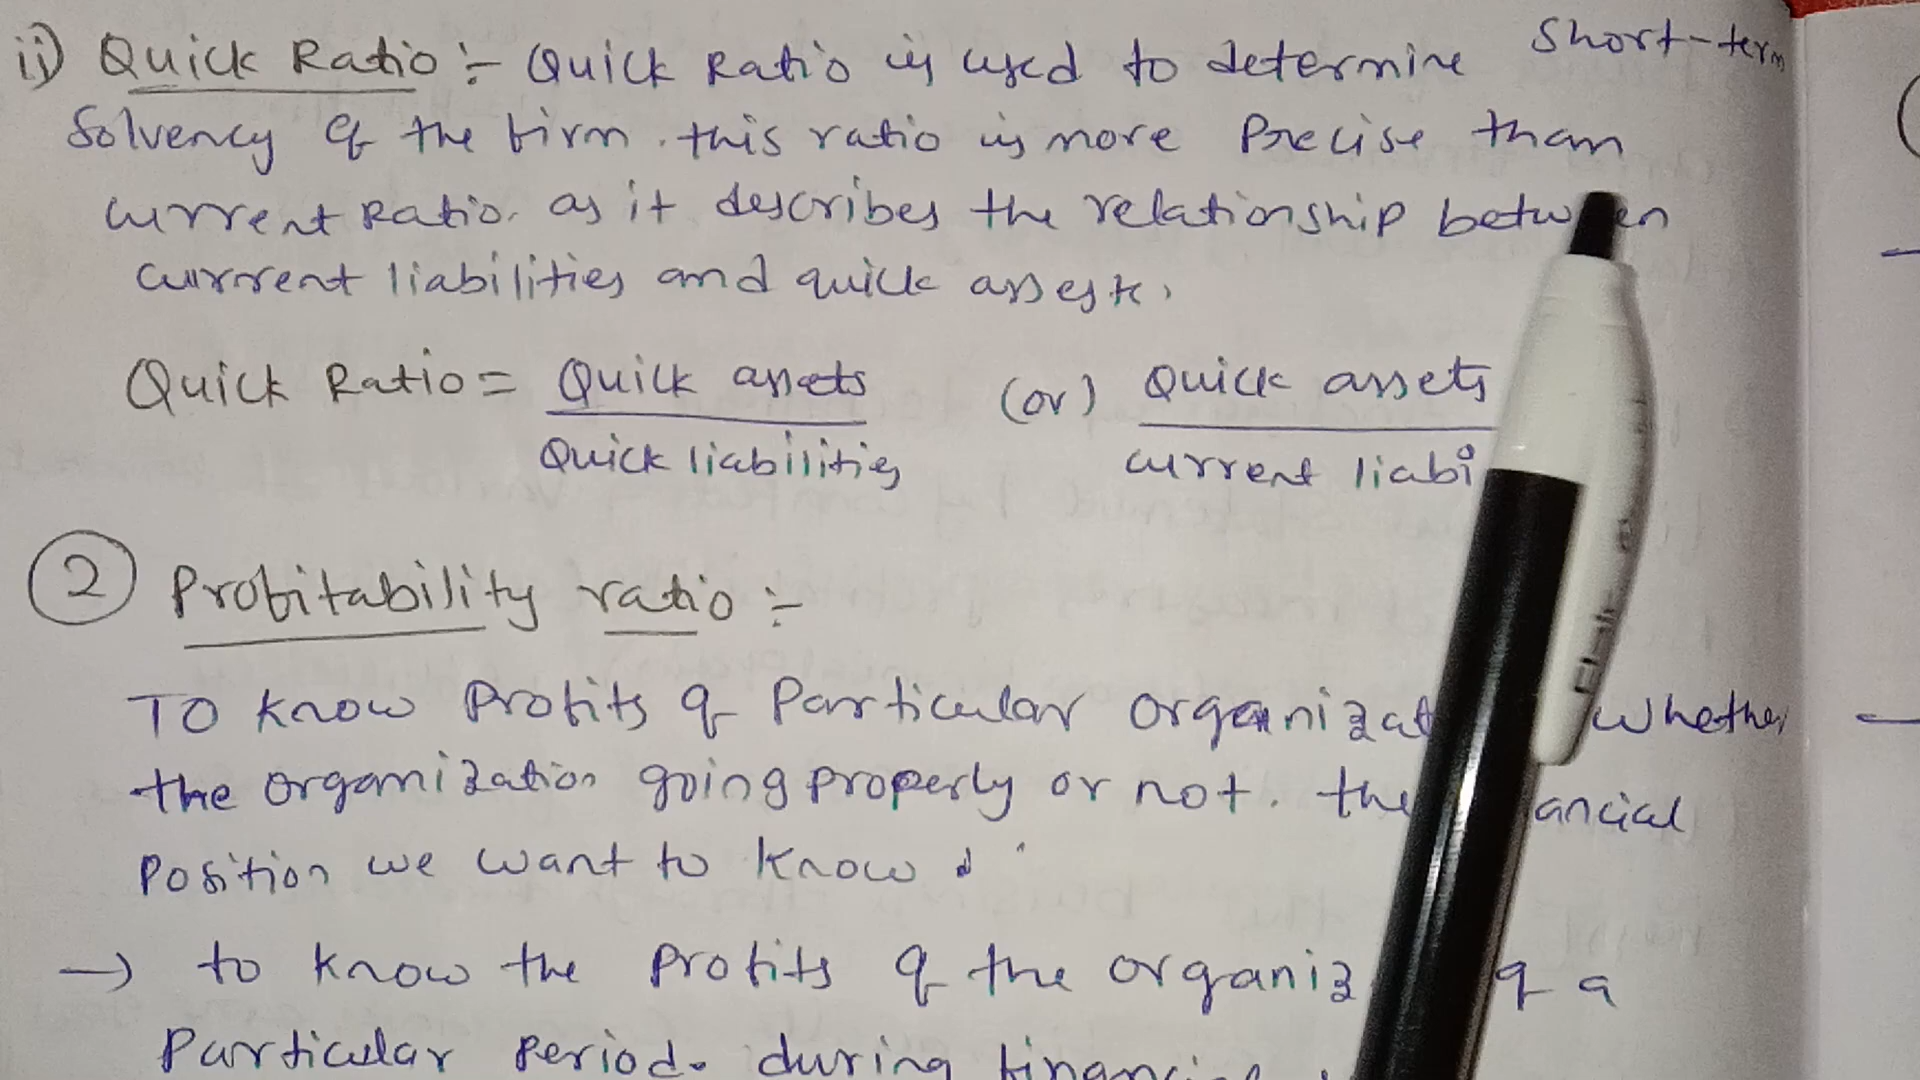 ii) Quick Ratio :- Quick Ratio is used to determine short-term
Solvency of the firm. this ratio is more Precise than
current Ratio. as it describes the relationship between
current liabilities and quick
Quick Ratio = Quick assets (or) Quick assets
Quick liabilities current liabi
2 Profitability ratio :-
To know Profits of Particular Organizat whether
the organization going properly or not. the ancial
Position we want to know
→ to know the Profits of the organiz of a
Particular Period. during